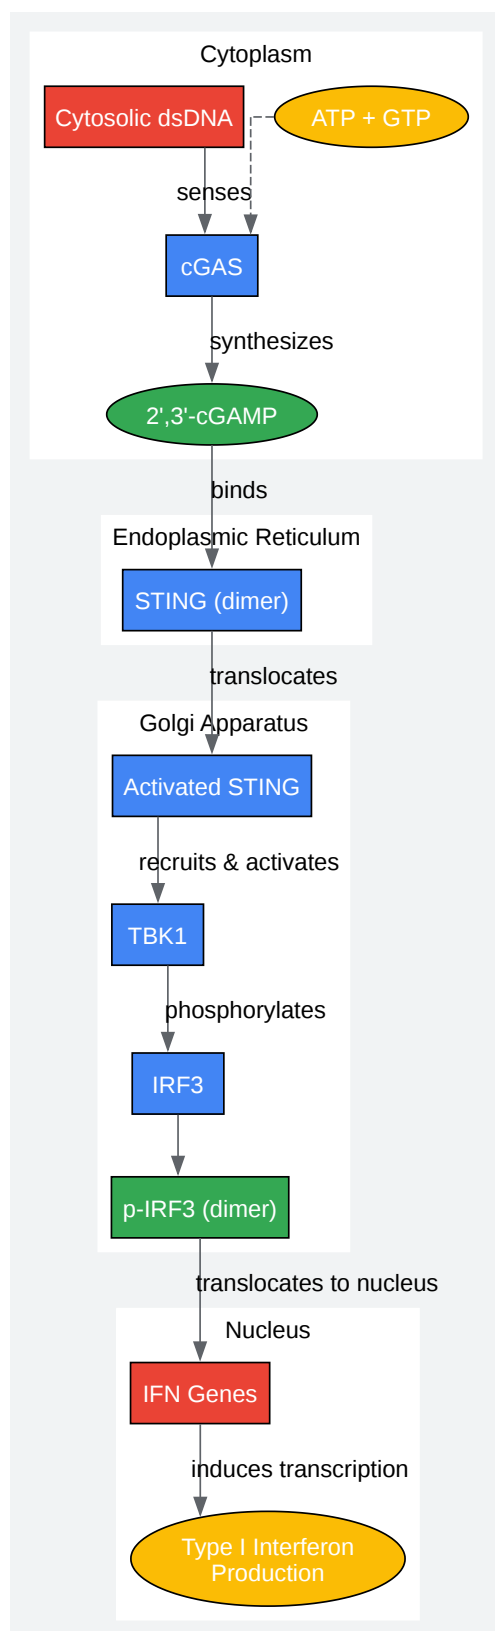 Cytoplasm
Cytosolic dsDNA
ATP + GTP
senses
cGAS
synthesizes
2',3'-cGAMP
binds
Endoplasmic Reticulum
STING (dimer)
translocates
Golgi Apparatus
Activated STING
recruits & activates
TBK1
phosphorylates
IRF3
p-IRF3 (dimer)
translocates to nucleus
Nucleus
IFN Genes
induces transcription
Type I Interferon
Production